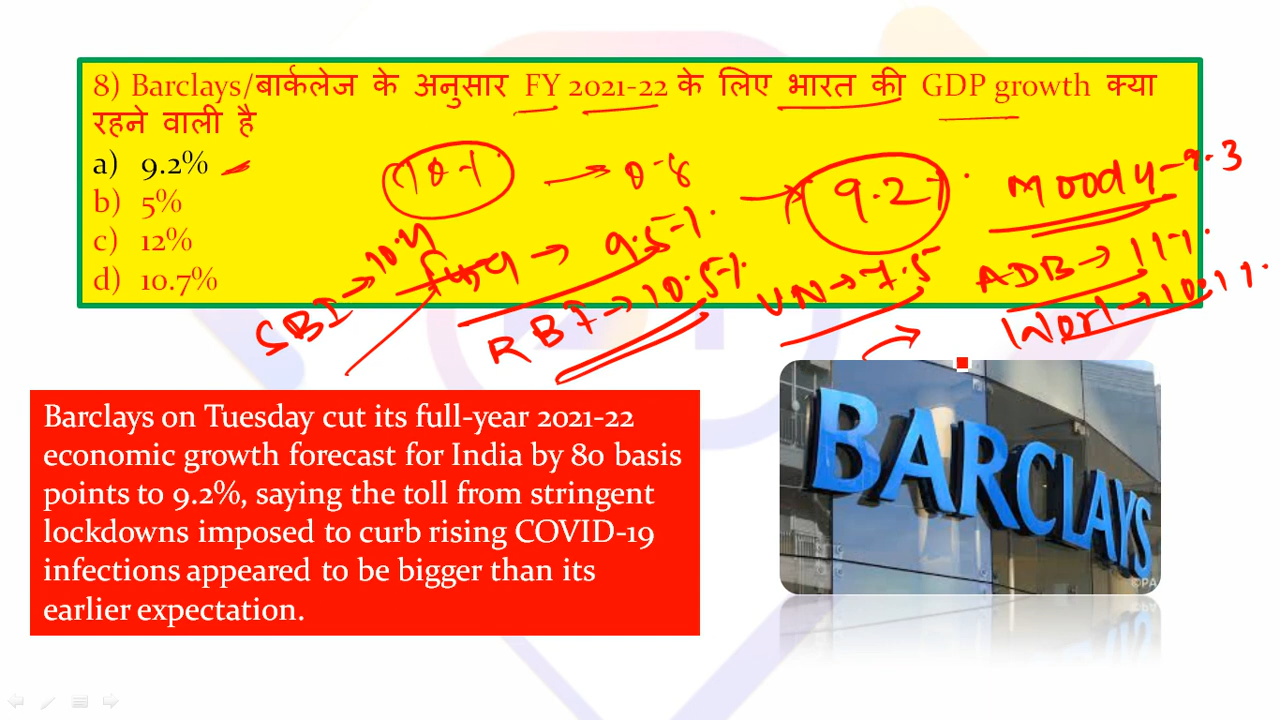 8) Barclays/बार्कलेज के अनुसार FY 2021-22 के लिए भारत की GDP growth क्या
रहने वाली है
a) 9.2%
b) 5%
c) 12%
d) 10.7%
10.1 → 0.8
→ 9.2%
Moody - 9.3
SBI → 10.4
→ 9.5%
RBI → 10.5%
UN → 7.5
ADB → 11%
Worl → 10.1%
Barclays on Tuesday cut its full-year 2021-22
economic growth forecast for India by 80 basis
points to 9.2%, saying the toll from stringent
lockdowns imposed to curb rising COVID-19
infections appeared to be bigger than its
earlier expectation.
BARCLAYS
©PA